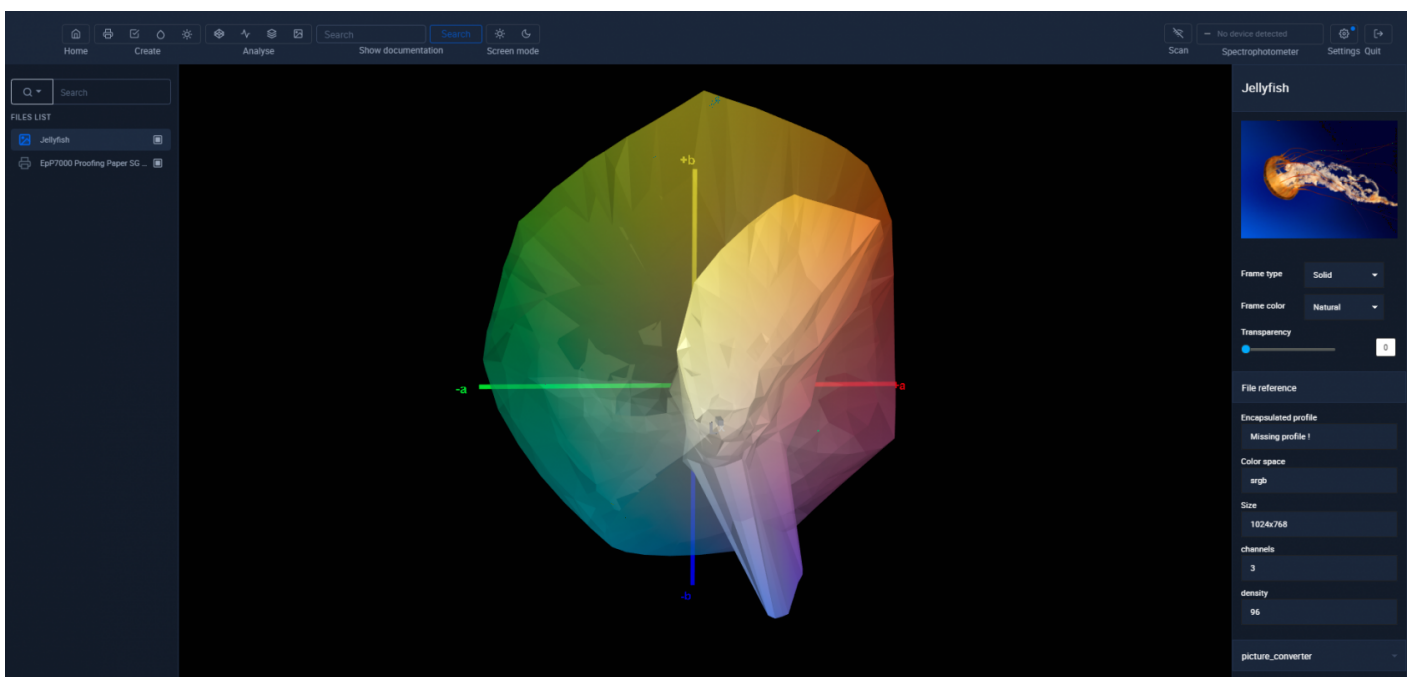 Search
Search
No device detected
Home
Create
Analyse
Show documentation
Screen mode
Scan
Spectrophotometer
Settings
Quit
Search
FILES LIST
Jellyfish
EpP7000 Proofing Paper SG ...
+b
-a
+a
-b
Jellyfish
Frame type
Solid
Frame color
Natural
Transparency
0
File reference
Encapsulated profile
Missing profile !
Color space
srgb
Size
1024x768
channels
3
density
96
picture_converter